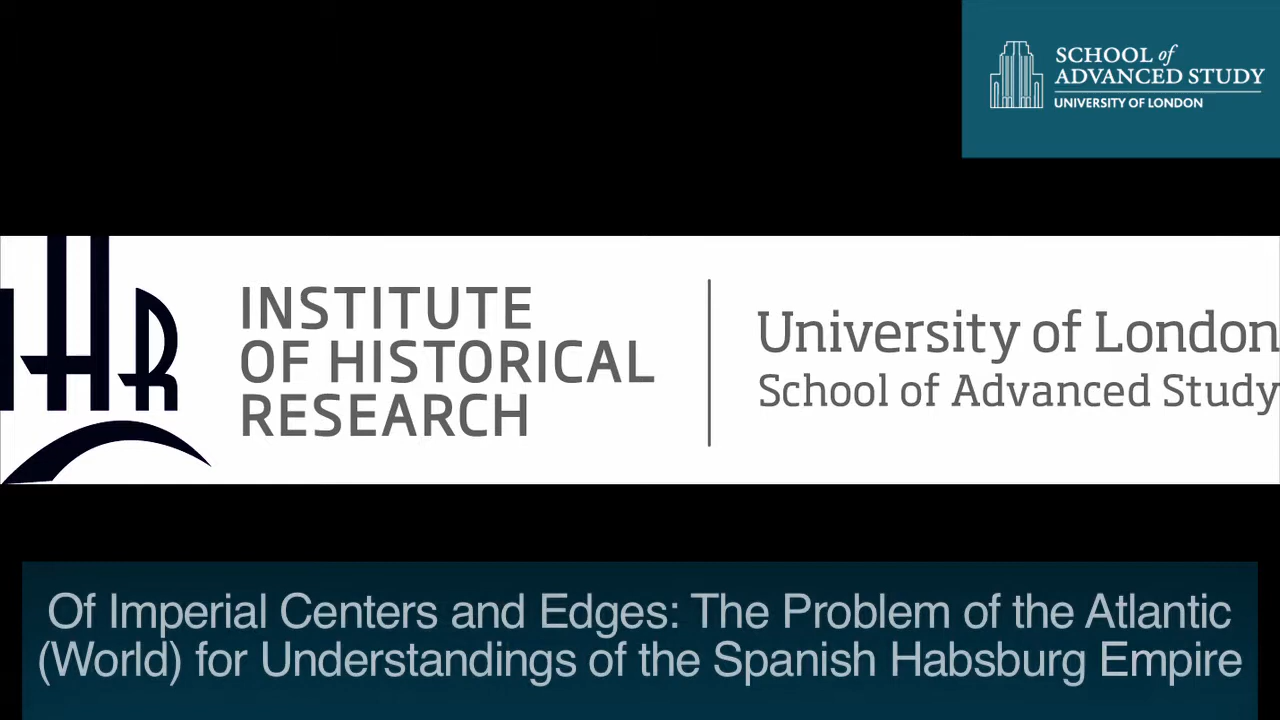 SCHOOL of
ADVANCED STUDY
UNIVERSITY OF LONDON
IHR
INSTITUTE
OF HISTORICAL
RESEARCH
University of London
School of Advanced Study
Of Imperial Centers and Edges: The Problem of the Atlantic
(World) for Understandings of the Spanish Habsburg Empire